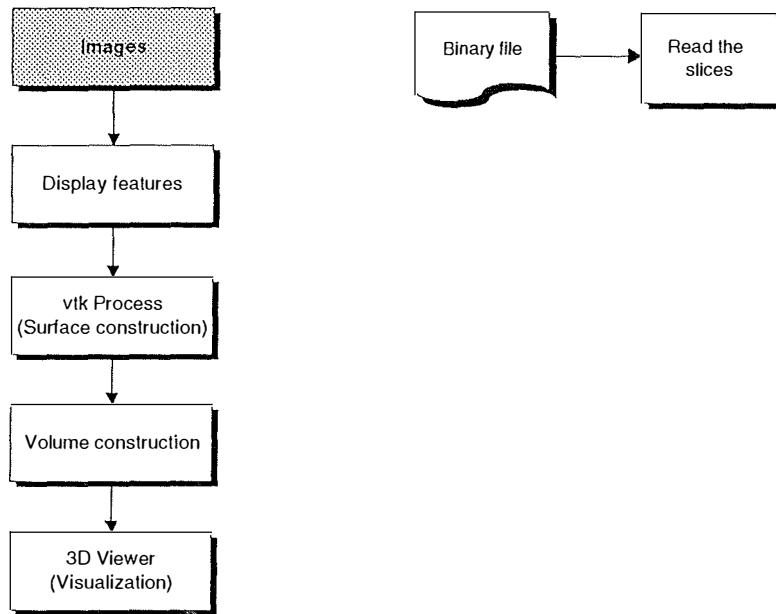 Images
Display features
vtk Process
(Surface construction)
Volume construction
3D Viewer
(Visualization)
Binary file
Read the
slices